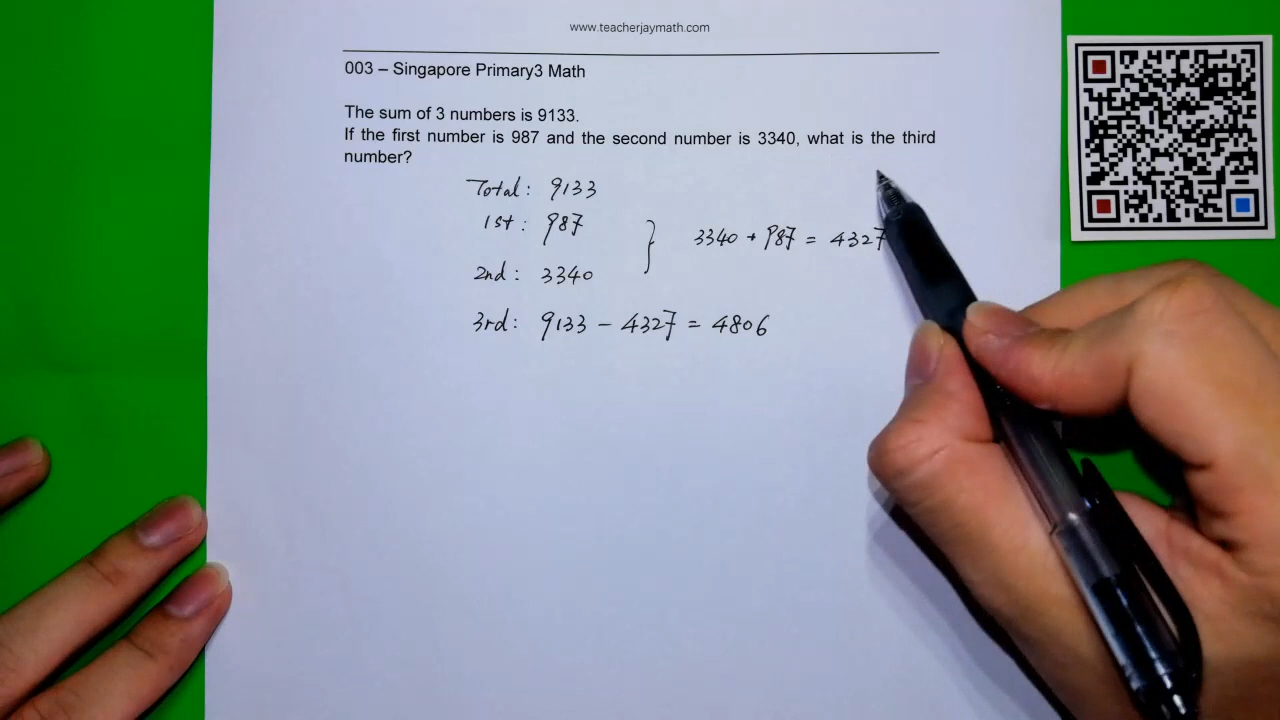 www.teacherjaymath.com
003 – Singapore Primary3 Math
The sum of 3 numbers is 9133.
If the first number is 987 and the second number is 3340, what is the third
number?
Total: 9133
1st: 987
} 3340 + 987 = 4327
2nd: 3340
3rd: 9133 - 4327 = 4806